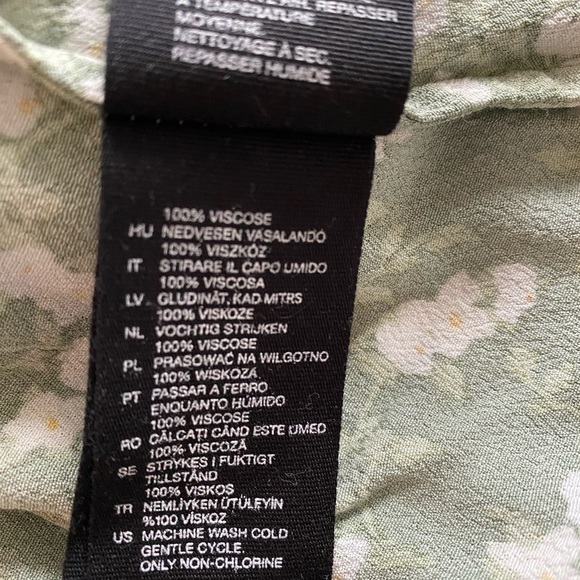 REPASSER
A TEMPERATURE
MOYENNE.
NETTOYAGE À SEC.
REPASSER HUMIDE
100% VISCOSE
HU NEDVESEN VASALANDÓ
100% VISZKÓZ
IT STIRARE IL CAPO UMIDO
100% VISCOSA
LV GLUDINĀT, KAD MITRS
100% VISKOZE
NL VOCHTIG STRIJKEN
100% VISCOSE
PL PRASOWAĆ NA WILGOTNO
100% WISKOZA
PT PASSAR A FERRO
ENQUANTO HÚMIDO
100% VISCOSE
RO CĂLCAȚI CÂND ESTE UMED
100% VISCOZĂ
SE STRYKES I FUKTIGT
TILLSTÅND
100% VISKOS
TR NEMLİYKEN ÜTÜLEYİN
%100 VİSKOZ
US MACHINE WASH COLD
GENTLE CYCLE.
ONLY NON-CHLORINE